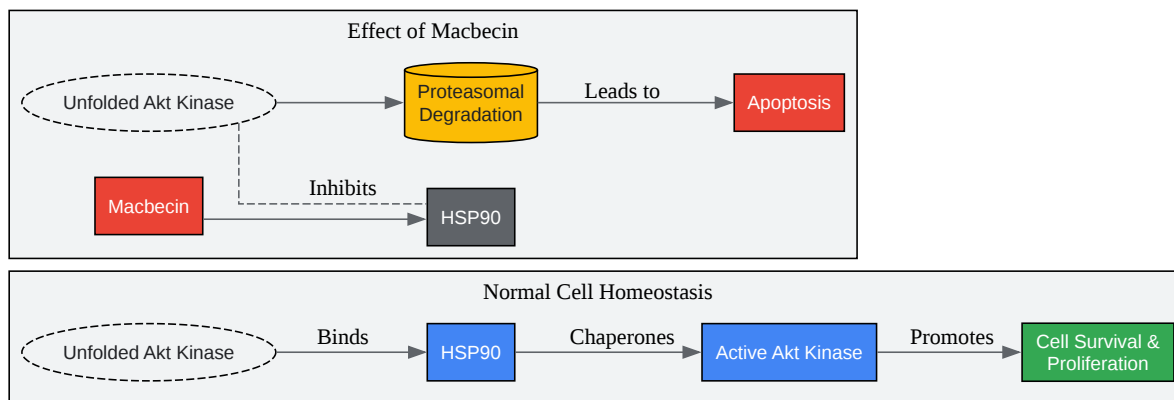 Effect of Macbecin
Unfolded Akt Kinase
Proteasomal
Degradation
Leads to
Apoptosis
Macbecin
Inhibits
HSP90
Normal Cell Homeostasis
Unfolded Akt Kinase
Binds
HSP90
Chaperones
Active Akt Kinase
Promotes
Cell Survival &
Proliferation